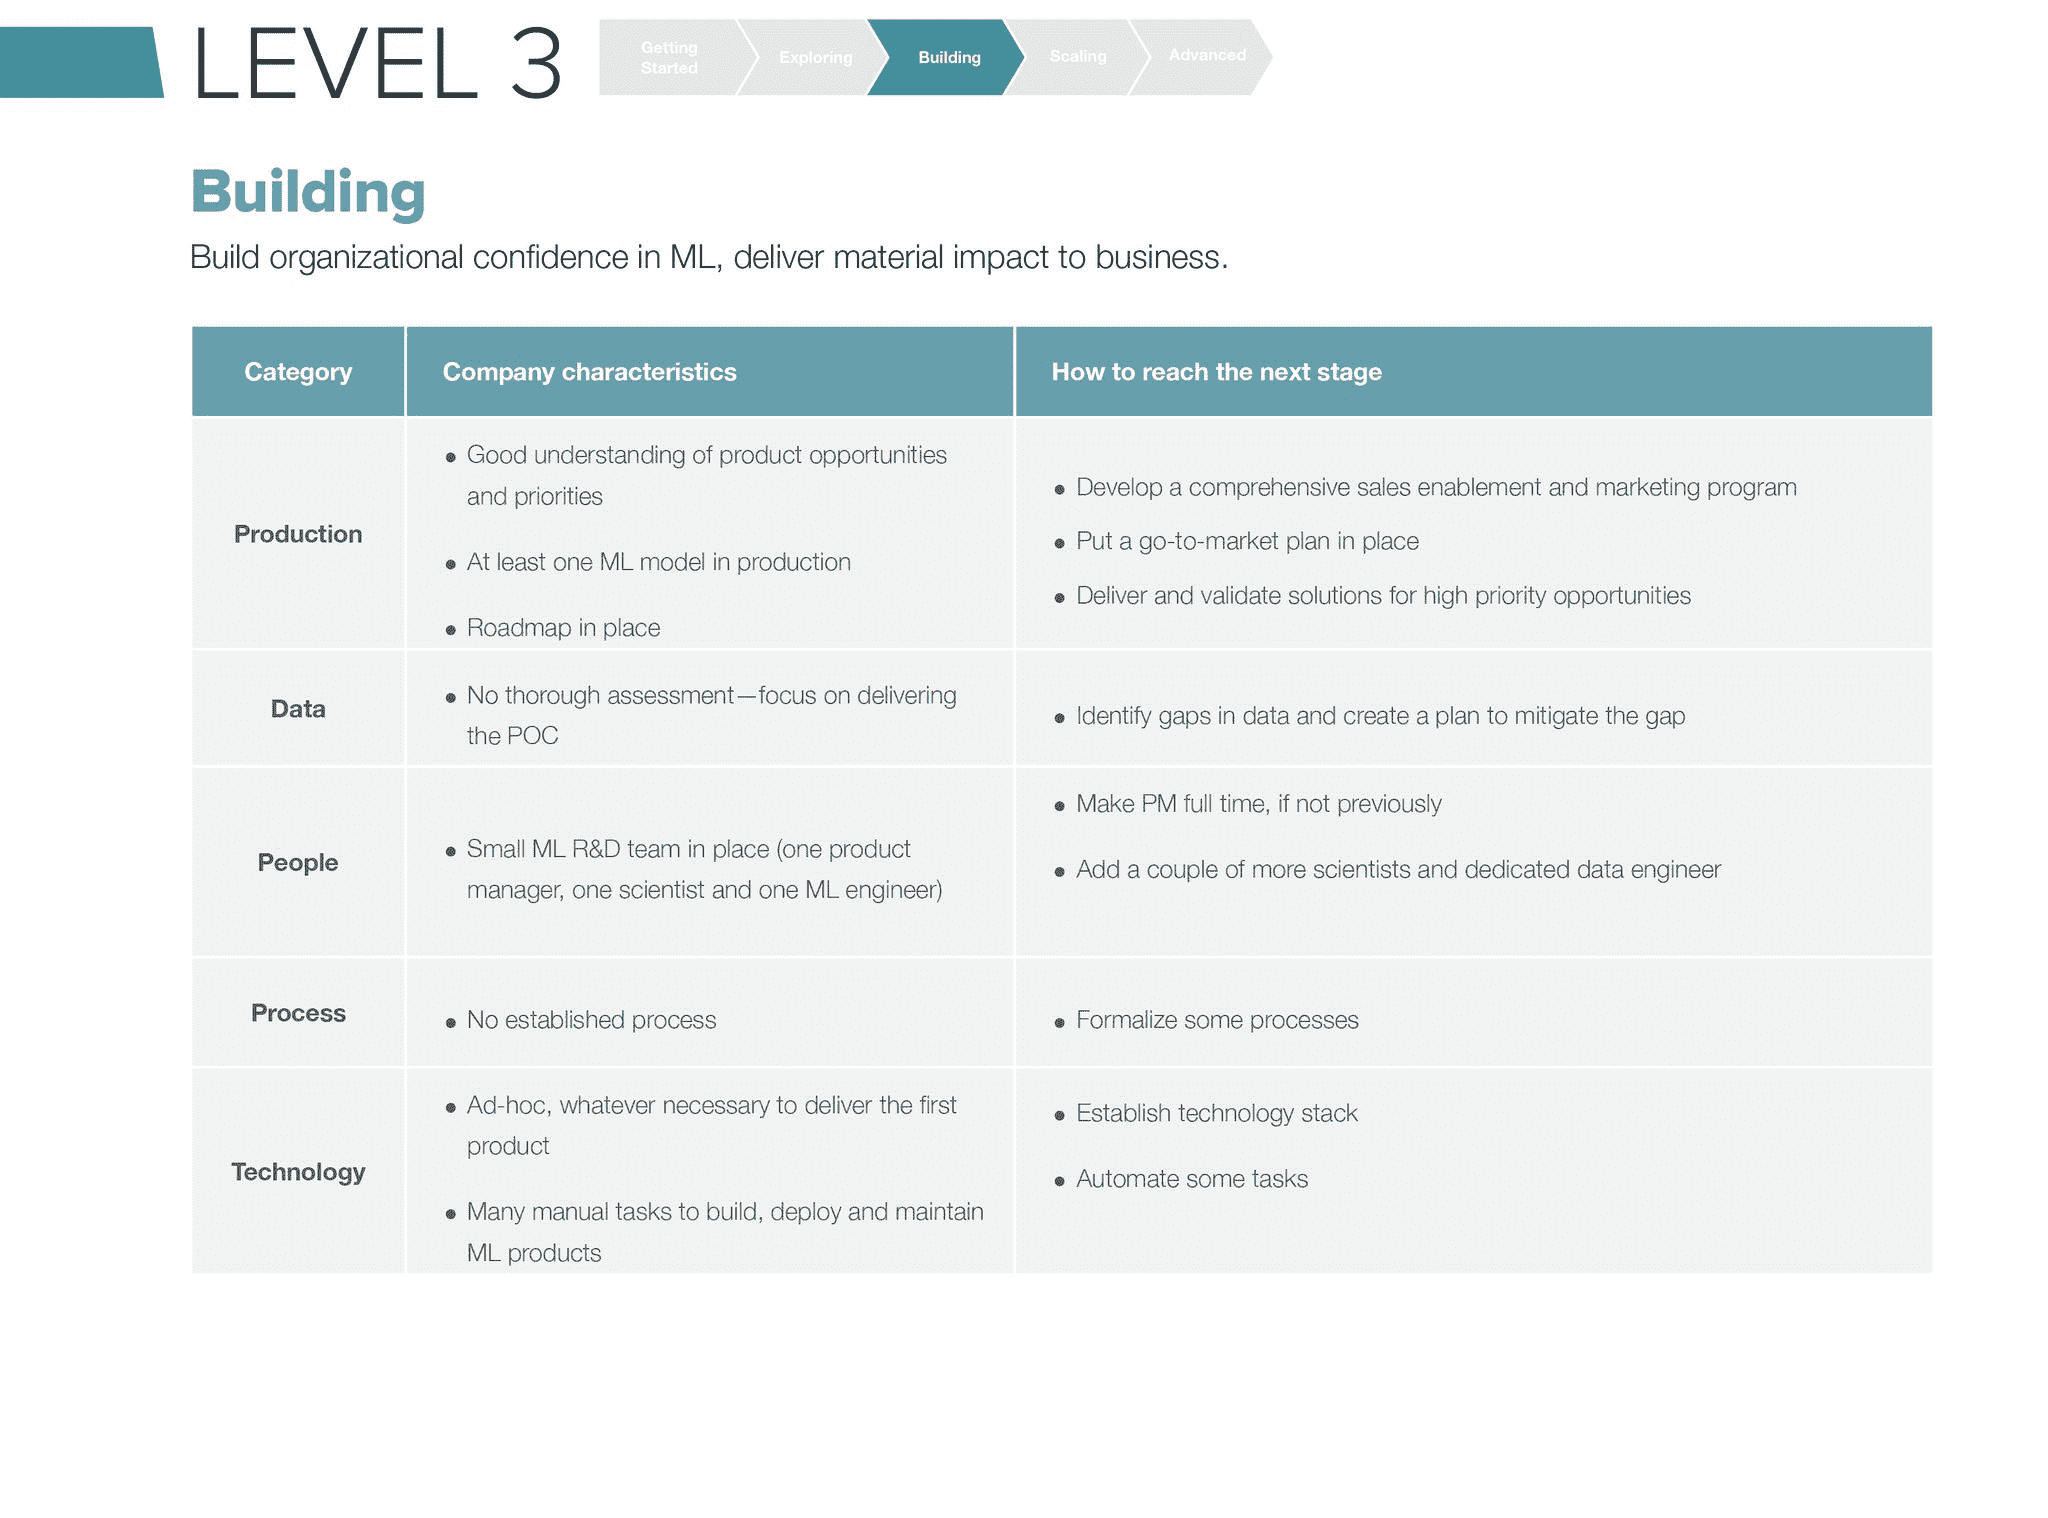 LEVEL 3
Getting
Started
Exploring
Building
Scaling
Advanced
Building
Build organizational confidence in ML, deliver material impact to business.
Category
Company characteristics
How to reach the next stage
Production
• Good understanding of product opportunities
and priorities
• At least one ML model in production
• Roadmap in place
• Develop a comprehensive sales enablement and marketing program
• Put a go-to-market plan in place
• Deliver and validate solutions for high priority opportunities
Data
• No thorough assessment—focus on delivering
the POC
• Identify gaps in data and create a plan to mitigate the gap
People
• Small ML R&D team in place (one product
manager, one scientist and one ML engineer)
• Make PM full time, if not previously
• Add a couple of more scientists and dedicated data engineer
Process
• No established process
• Formalize some processes
Technology
• Ad-hoc, whatever necessary to deliver the first
product
• Many manual tasks to build, deploy and maintain
ML products
• Establish technology stack
• Automate some tasks